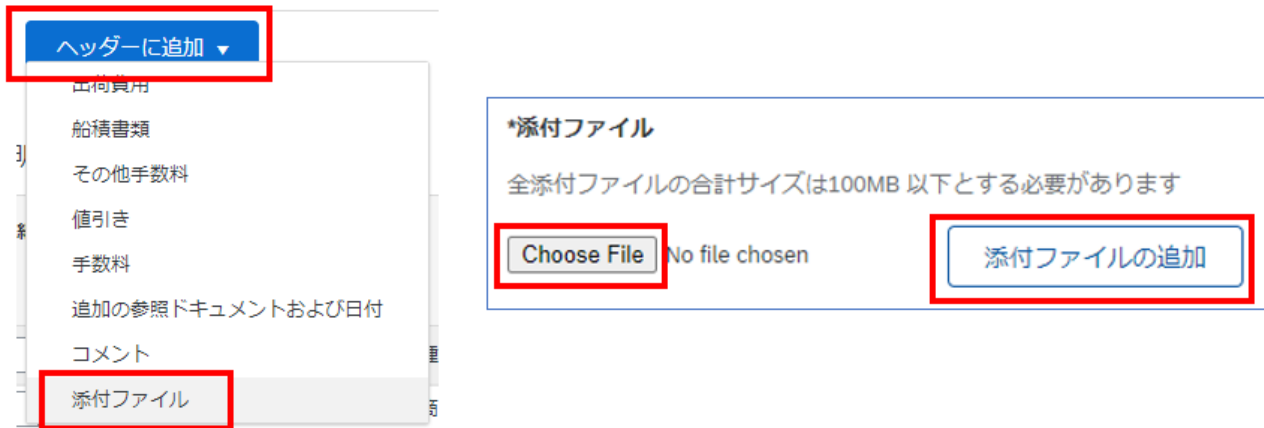 ヘッダーに追加 ▼
出荷費用
船積書類
その他手数料
値引き
手数料
追加の参照ドキュメントおよび日付
コメント
添付ファイル
*添付ファイル
全添付ファイルの合計サイズは100MB 以下とする必要があります
Choose File No file chosen
添付ファイルの追加